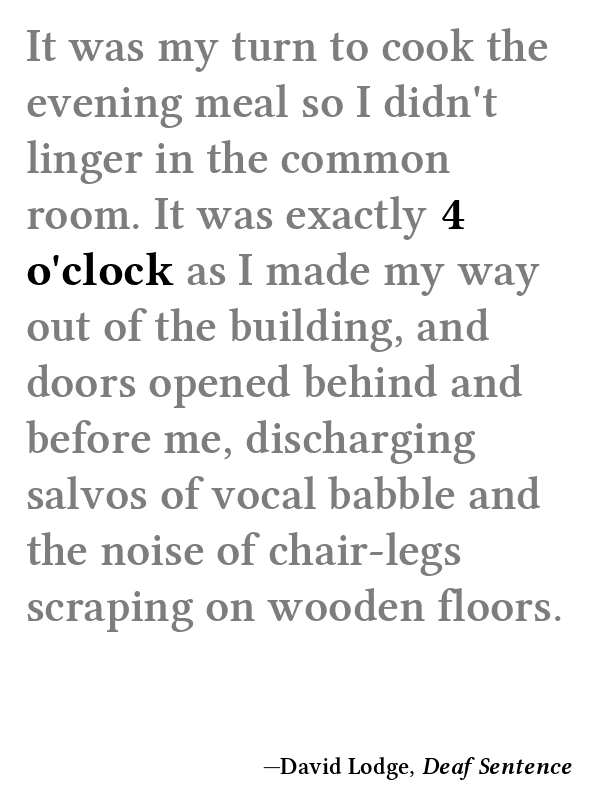 It was my turn to cook the
evening meal so I didn't
linger in the common
room. It was exactly 4
o'clock as I made my way
out of the building, and
doors opened behind and
before me, discharging
salvos of vocal babble and
the noise of chair-legs
scraping on wooden floors.
—David Lodge, Deaf Sentence